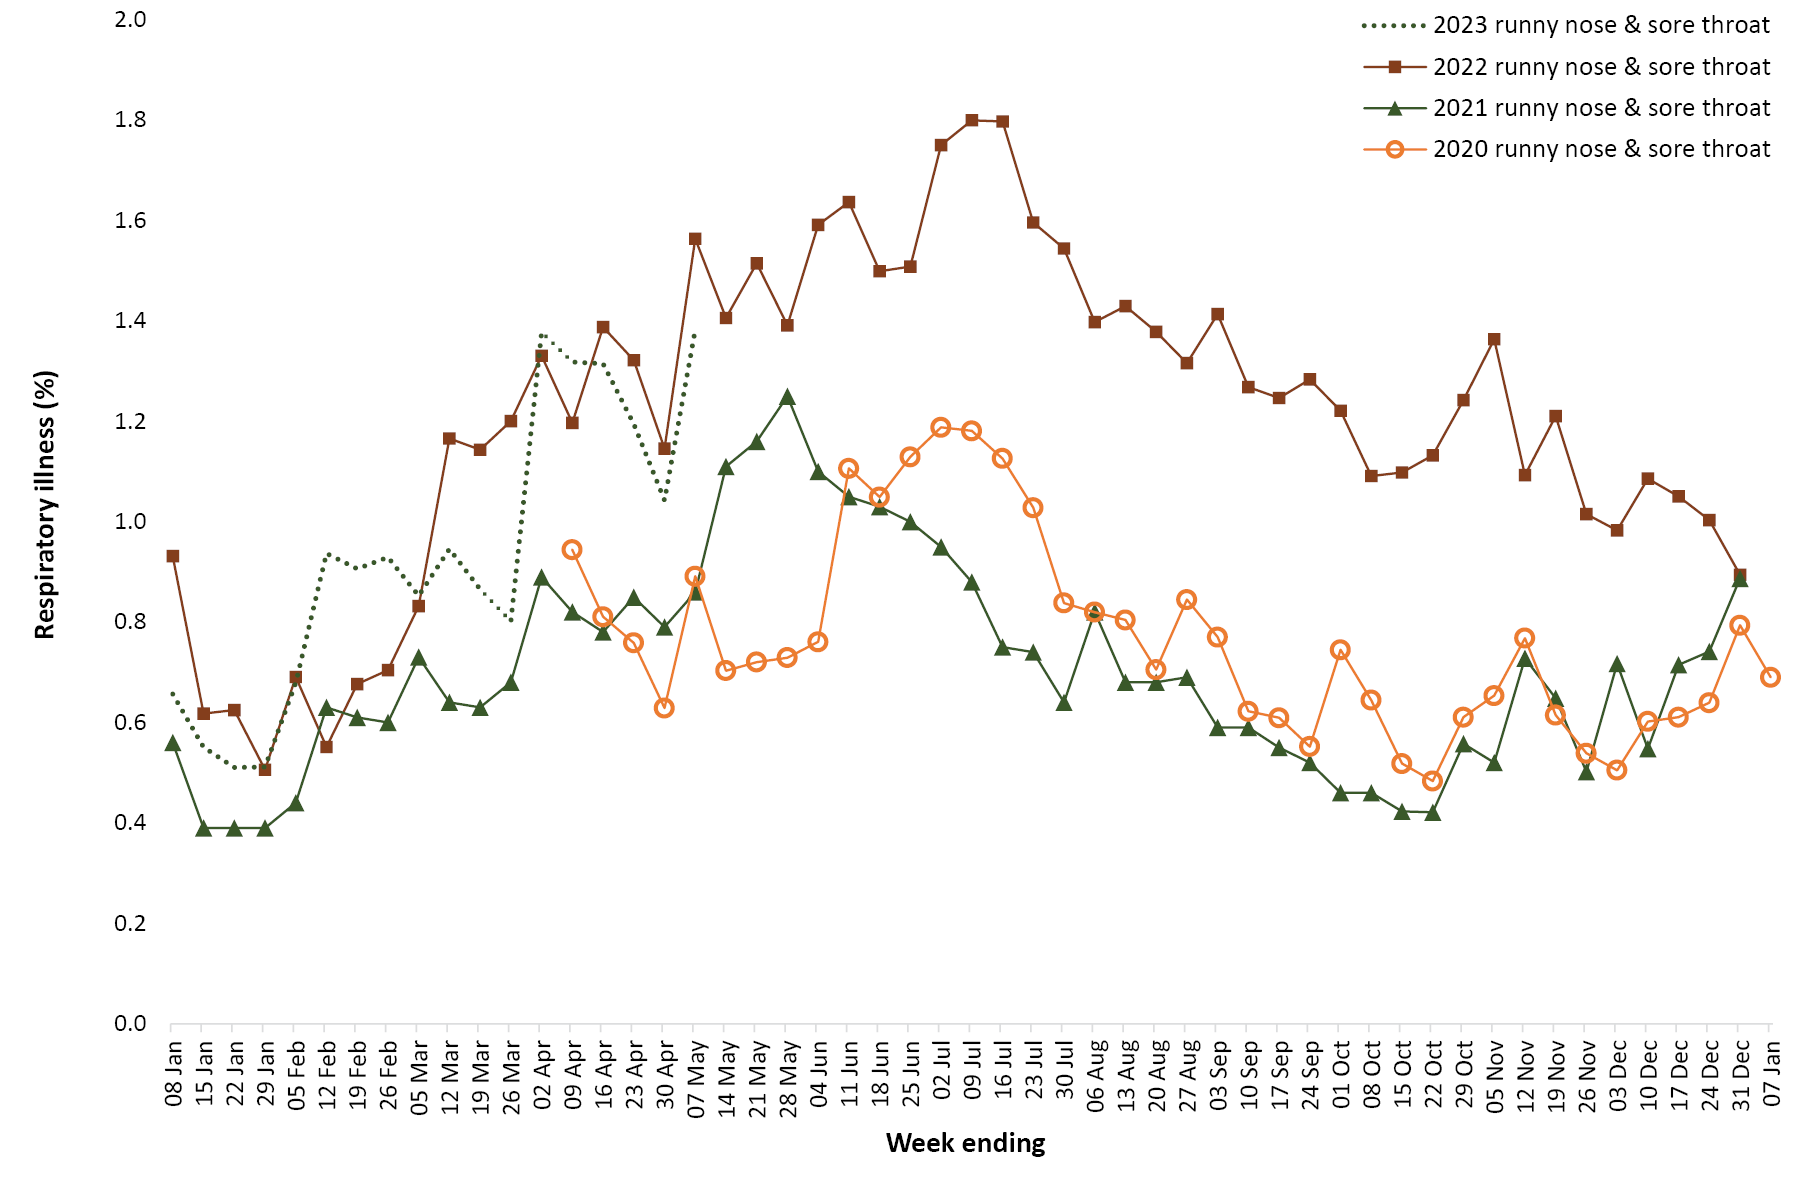 2023 runny nose & sore throat
2022 runny nose & sore throat
2021 runny nose & sore throat
2020 runny nose & sore throat
Respiratory illness (%)
2.0
1.8
1.6
1.4
1.2
1.0
0.8
0.6
0.4
0.2
0.0
08 Jan
15 Jan
22 Jan
29 Jan
05 Feb
12 Feb
19 Feb
26 Feb
05 Mar
12 Mar
19 Mar
26 Mar
02 Apr
09 Apr
16 Apr
23 Apr
30 Apr
07 May
14 May
21 May
28 May
04 Jun
11 Jun
18 Jun
25 Jun
02 Jul
09 Jul
16 Jul
23 Jul
30 Jul
06 Aug
13 Aug
20 Aug
27 Aug
03 Sep
10 Sep
17 Sep
24 Sep
01 Oct
08 Oct
15 Oct
22 Oct
29 Oct
05 Nov
12 Nov
19 Nov
26 Nov
03 Dec
10 Dec
17 Dec
24 Dec
31 Dec
07 Jan
Week ending